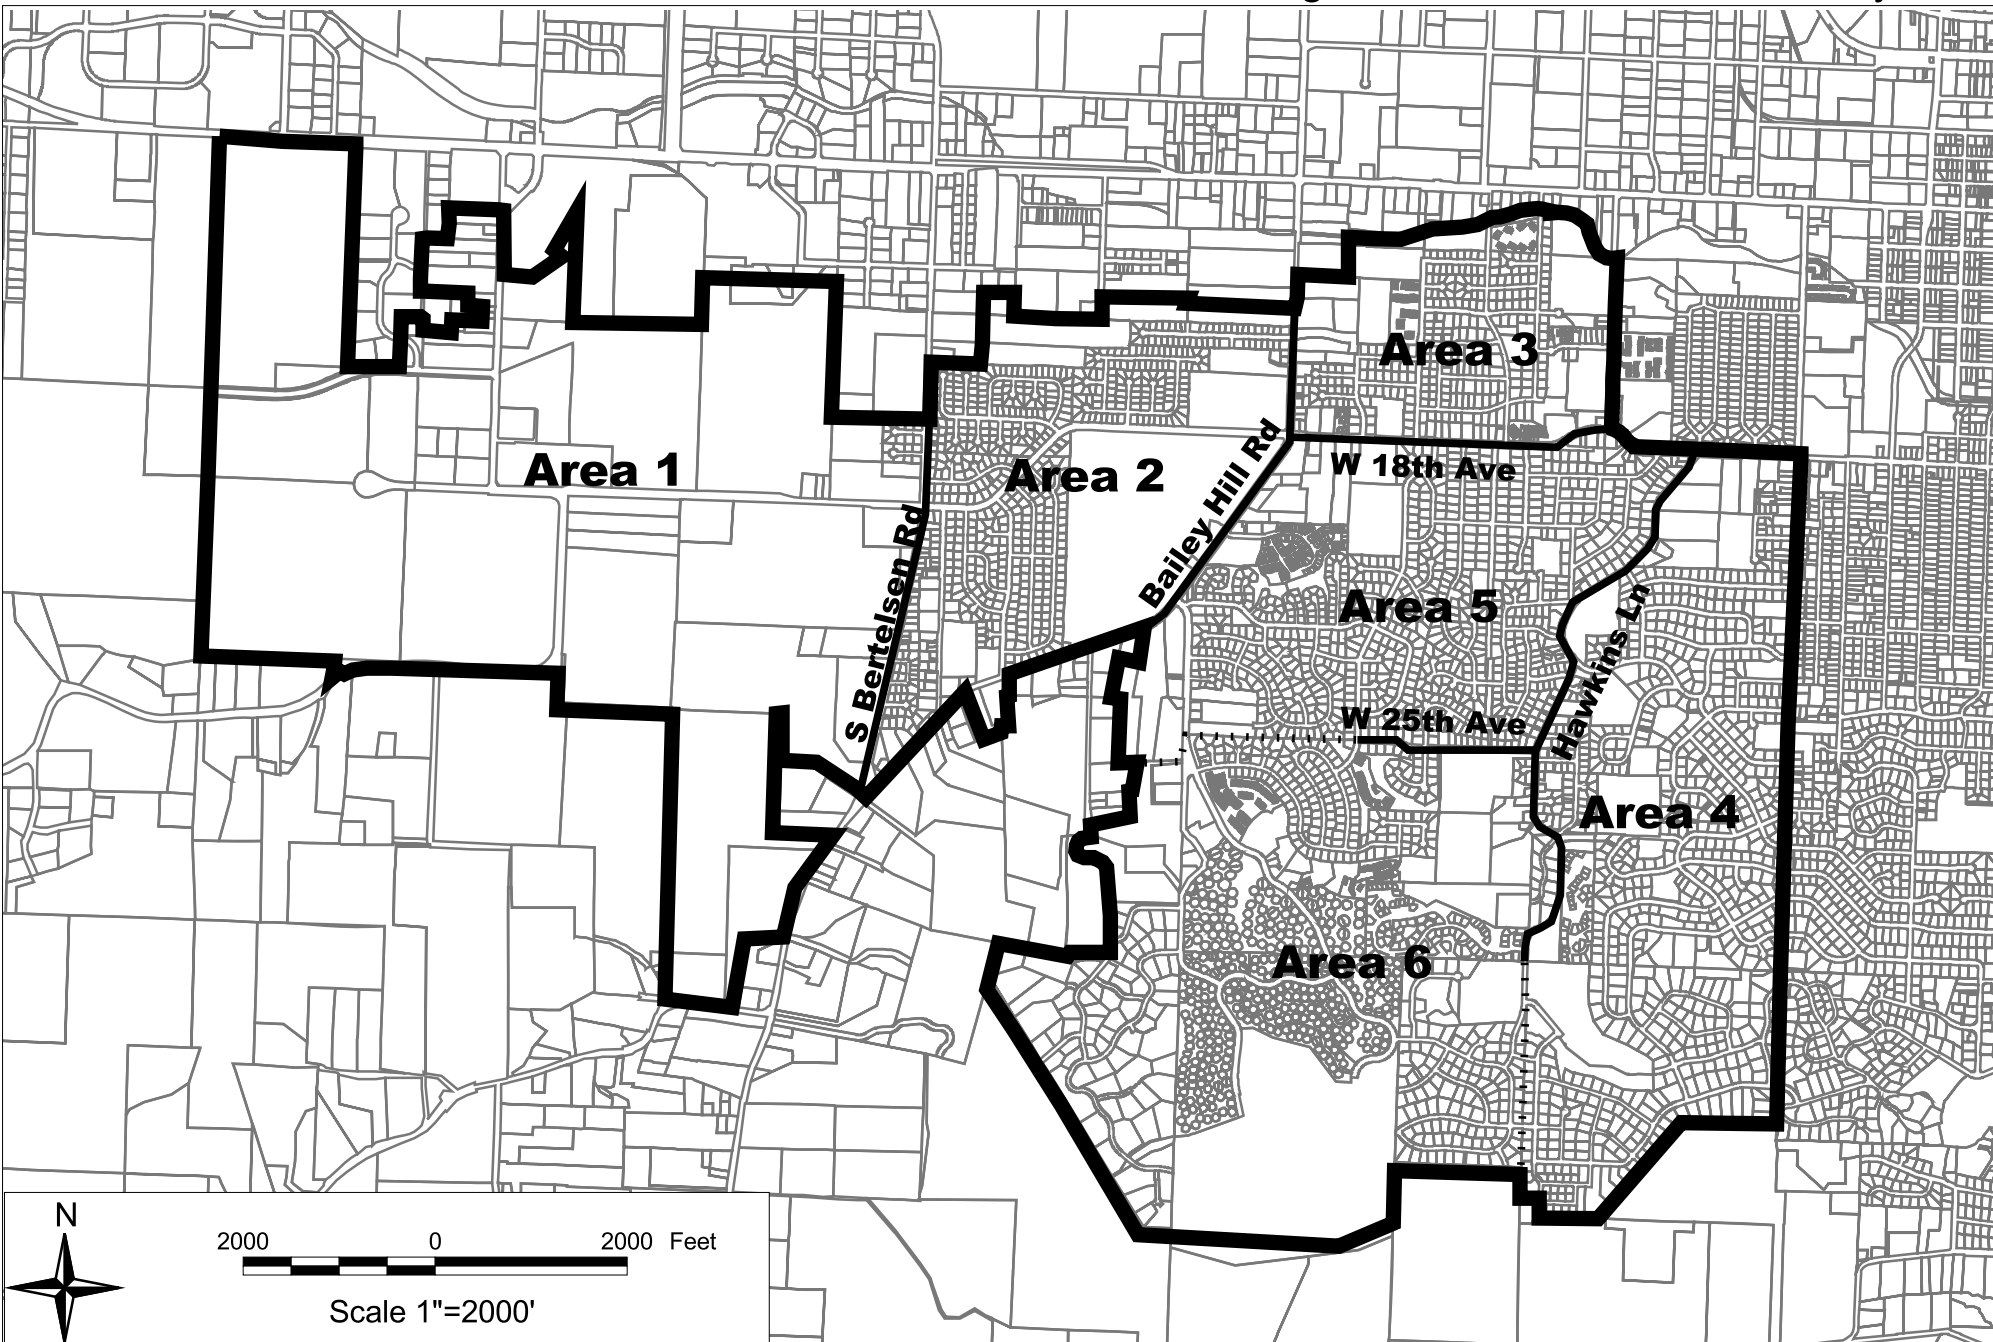 Area 3
W 18th Ave
Area 1
Area 2
Bailey Hill Rd
S Bertelsen Rd
Area 5
Hawkins Ln
W 25th Ave
Area 4
Area 6
N
2000 0 2000 Feet
Scale 1"=2000'